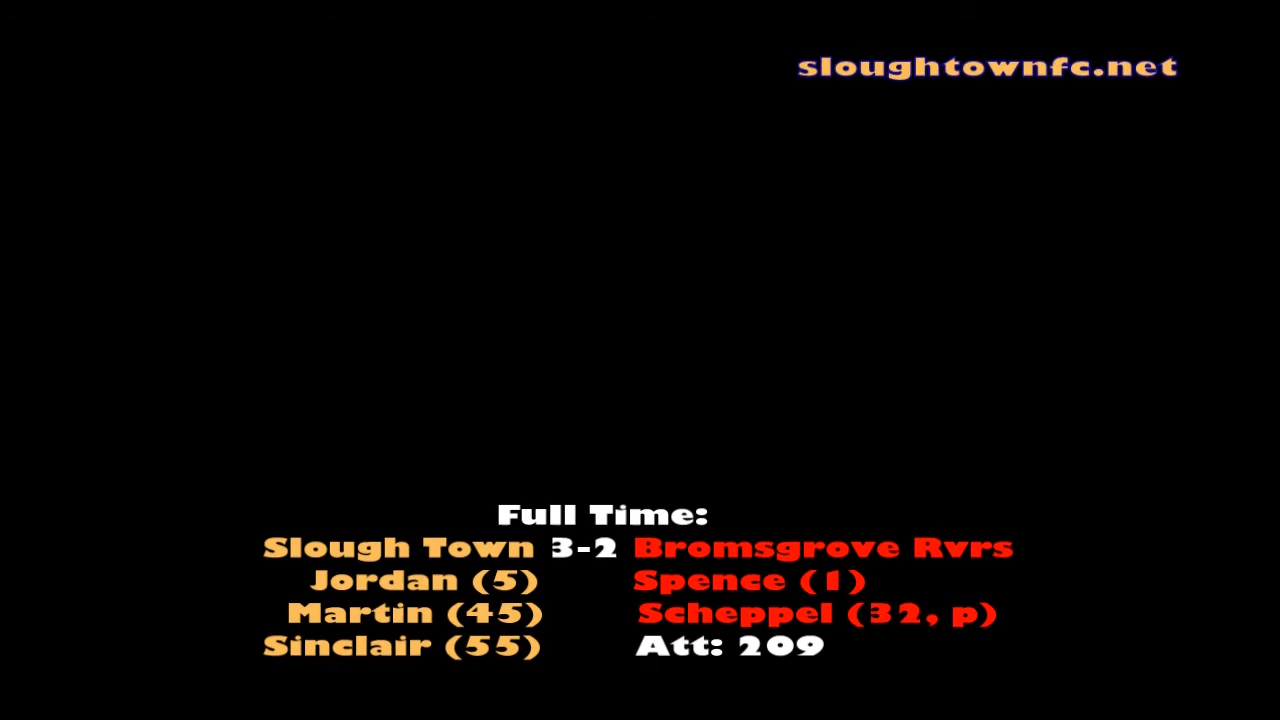 sloughtownfc.net
Full Time:
Slough Town 3-2 Bromsgrove Rvrs
Jordan (5) Spence (1)
Martin (45) Scheppel (32, p)
Sinclair (55) Att: 209